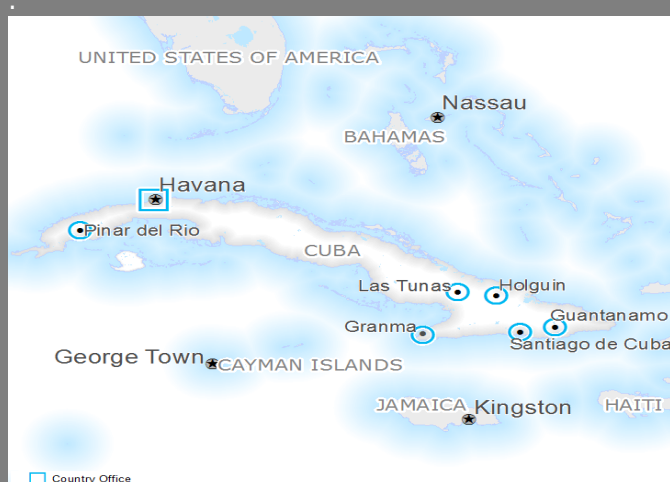 UNITED STATES OF AMERICA
Nassau
BAHAMAS
Havana
Pinar del Rio
CUBA
Las Tunas
Holguin
Guantanamo
Granma
Santiago de Cuba
George Town
CAYMAN ISLANDS
JAMAICA
Kingston
HAITI
Country Office